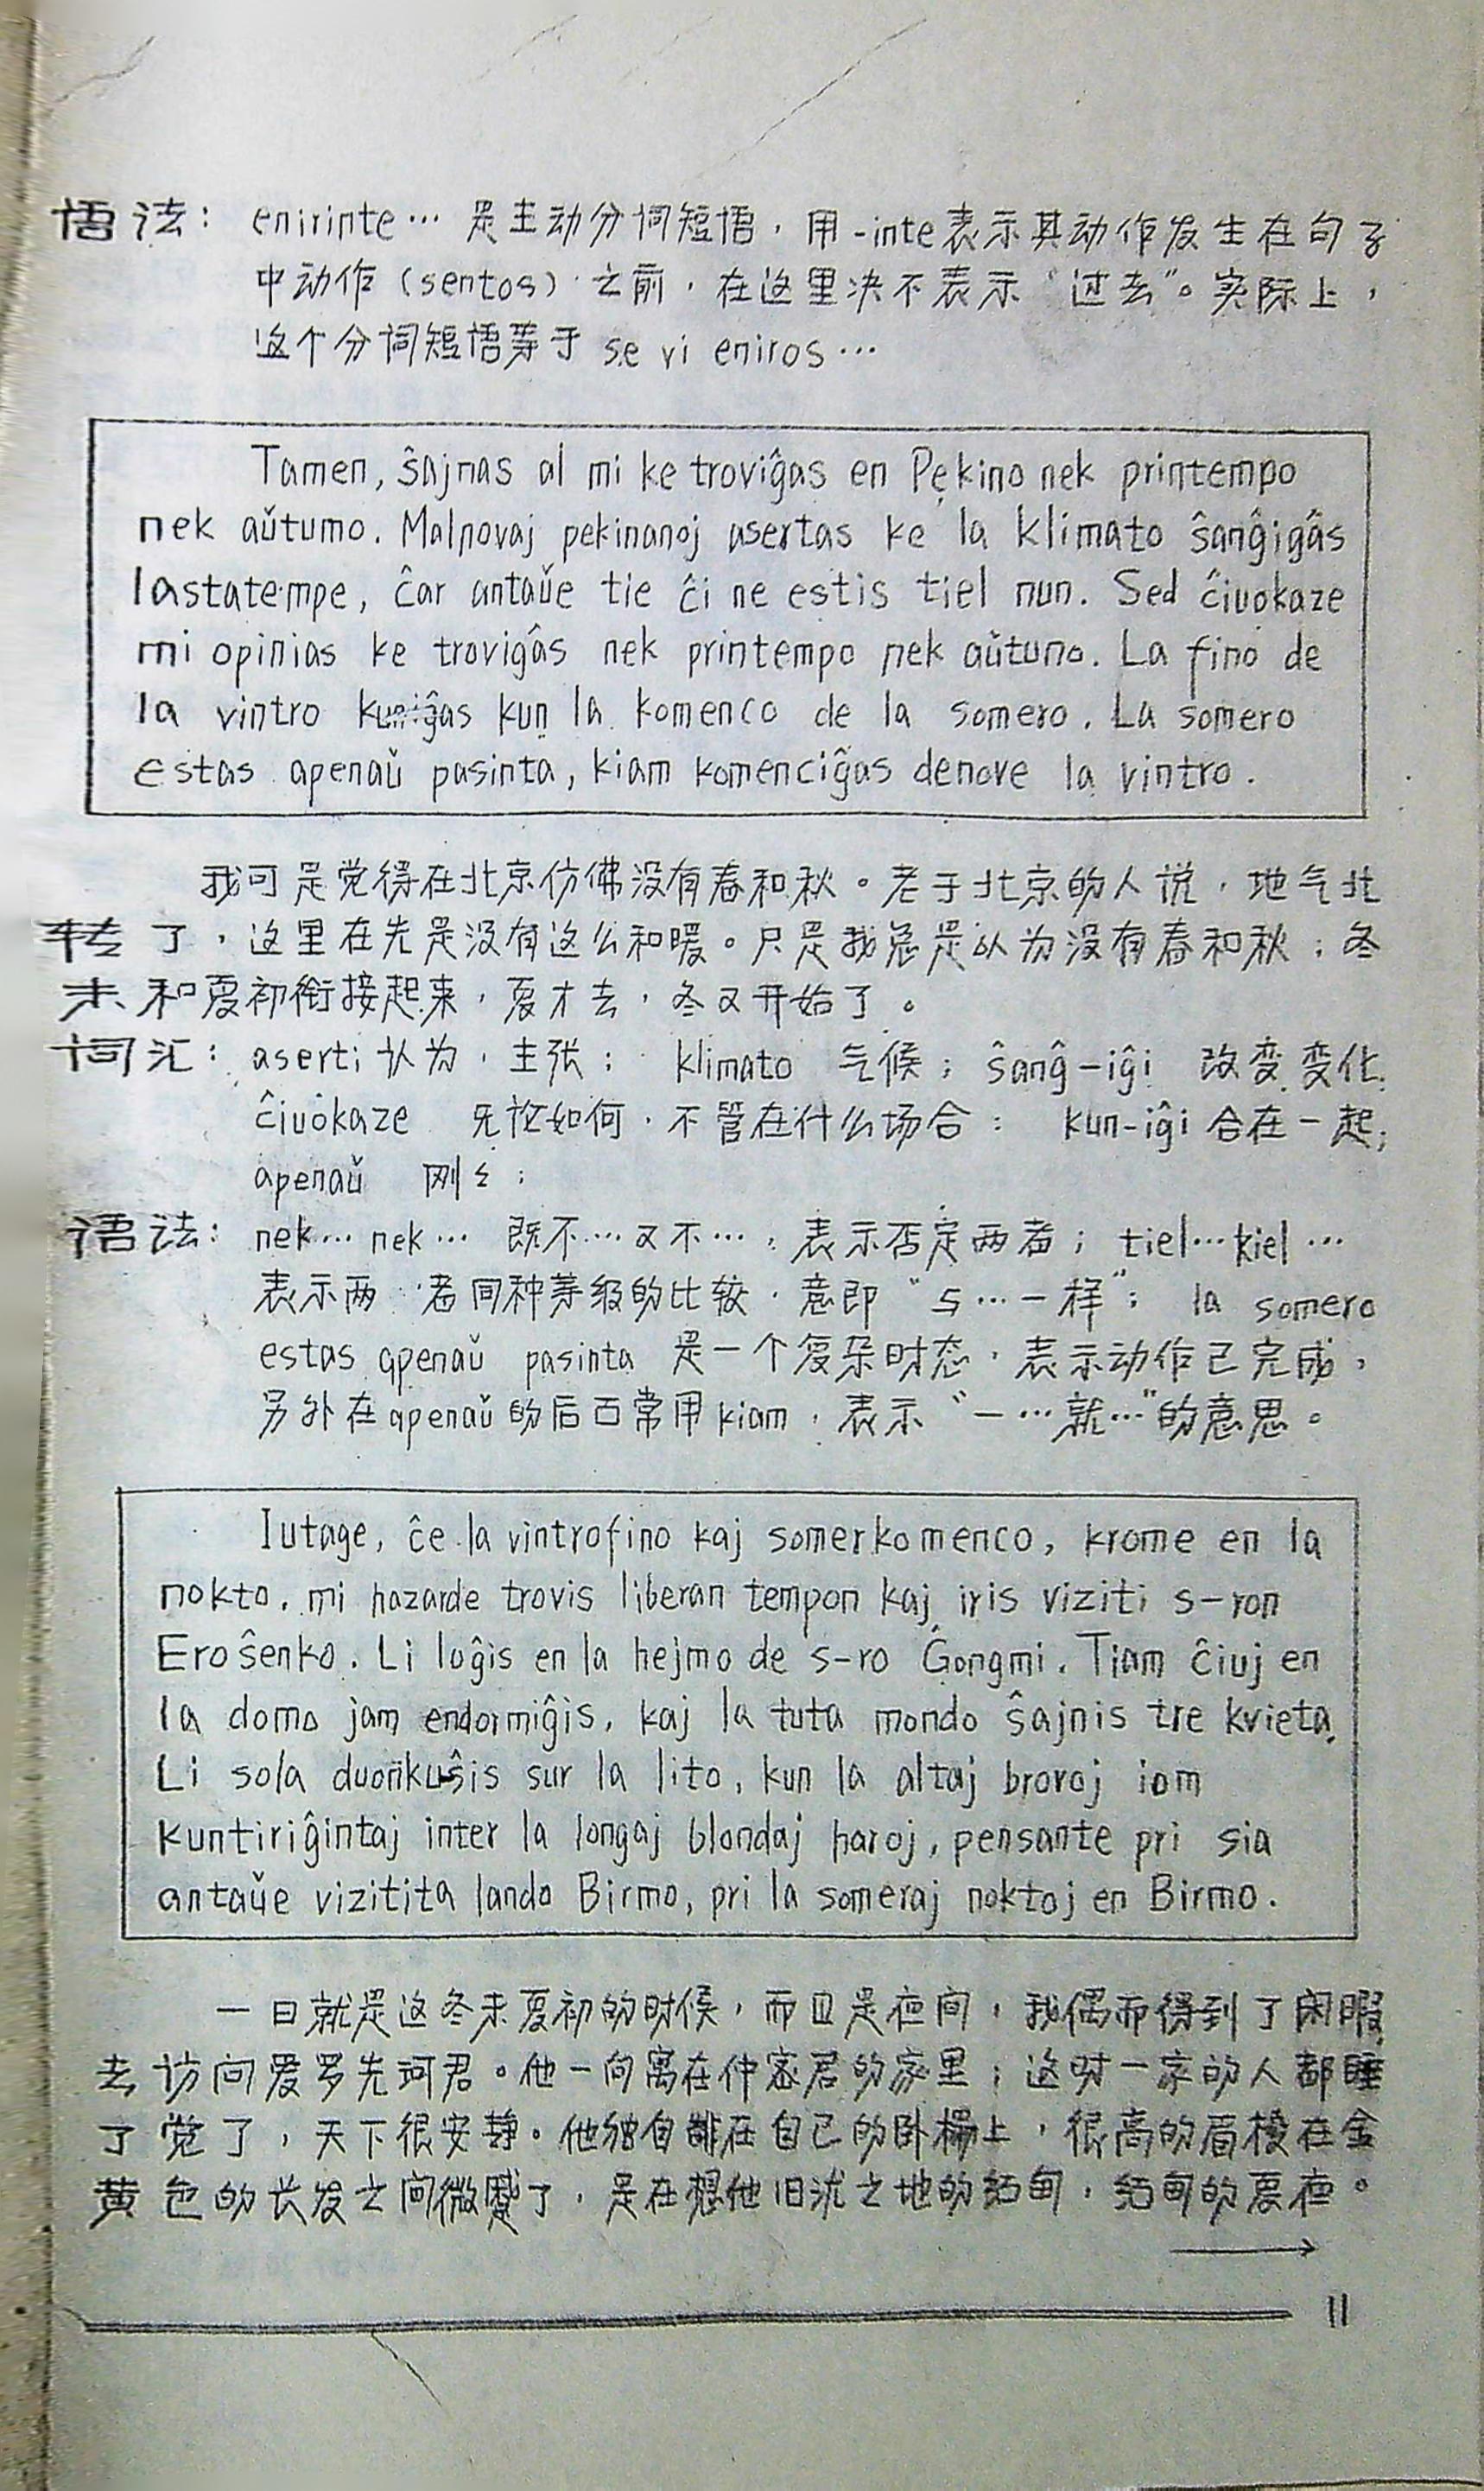 语法： enirinte… 是主动分词短语，用-inte表示其动作发生在句子
中动作（sentos）之前，在这里决不表示“过去”。实际上，
这个分词短语等于 se vi eniros…
Tamen, ŝajnas al mi ke troviĝas en Pekino nek printempo
nek aŭtumo. Malnovaj pekinanoj asertas ke la klimato ŝanĝiĝas
lastatempe, ĉar antaŭe tie ĉi ne estis tiel nun. Sed ĉiuokaze
mi opinias ke troviĝas nek printempo nek aŭtuno. La fino de
la vintro kuniĝas kun la komenco de la somero. La somero
estas apenaŭ pasinta, kiam komenciĝas denove la vintro.
我可是觉得在北京仿佛没有春和秋。老于北京的人说，地气北
转了，这里在先是没有这么和暖。只是我总是以为没有春和秋；冬
末和夏初衔接起来，夏才去，冬又开始了。
词汇： aserti 认为，主张； klimato 气候； ŝanĝ-iĝi 改变 变化
ĉiuokaze 无论如何，不管在什么场合； kun-iĝi 合在一起；
apenaŭ 刚々；
语法： nek… nek… 既不…又不…，表示否定两者； tiel…kiel…
表示两者同种等级的比较，意即“与…一样”； la somero
estas apenaŭ pasinta 是一个复杂时态，表示动作已完成，
另外在apenaŭ的后面常用kiam，表示“一…就…”的意思。
Iutage, ĉe la vintrofino kaj somerkomenco, krome en la
nokto, mi hazarde trovis liberan tempon kaj iris viziti s-ron
Eroŝenko. Li loĝis en la hejmo de s-ro Ĝongmi. Tiam ĉiuj en
la domo jam endormiĝis, kaj la tuta mondo ŝajnis tre kvieta.
Li sola duonkuŝis sur la lito, kun la altaj brovoj iom
kuntiriĝintaj inter la longaj blondaj haroj, pensante pri sia
antaŭe vizitita lando Birmo, pri la someraj noktoj en Birmo.
一日就是这冬末夏初的时候，而且是夜间，我偶而得到了闲暇
去访问爱罗先珂君。他一向寓在仲密君的家里；这时一家的人都睡
了觉了，天下很安静。他独自靠在自己的卧榻上，很高的眉棱在金
黄色的长发之间微蹙了，是在想他旧游之地的缅甸，缅甸的夏夜。
11